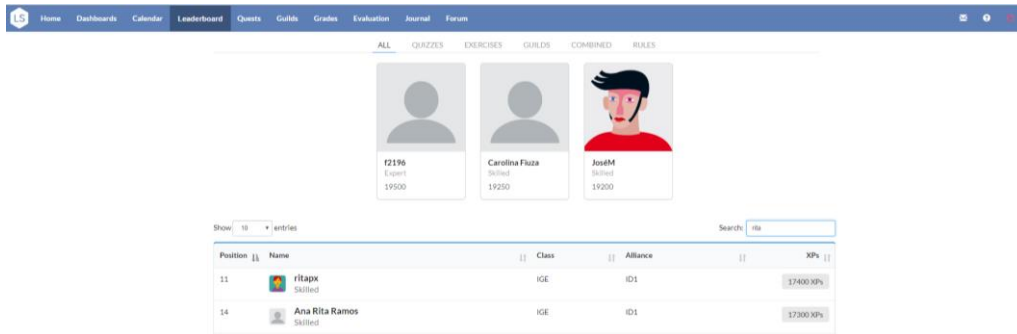 LS Home Dashboards Calendar Leaderboard Quests Guilds Grades Evaluation Journal Forum
ALL QUIZZES EXERCISES GUILDS COMBINED RULES
f2196
Expert
19500
Carolina Fiuza
Skilled
19250
JoséM
Skilled
19200
Show 10 entries Search: rita
Position Name Class Alliance XPs
11 ritapx IGE ID1 17400 XPs
Skilled
14 Ana Rita Ramos IGE ID1 17300 XPs
Skilled